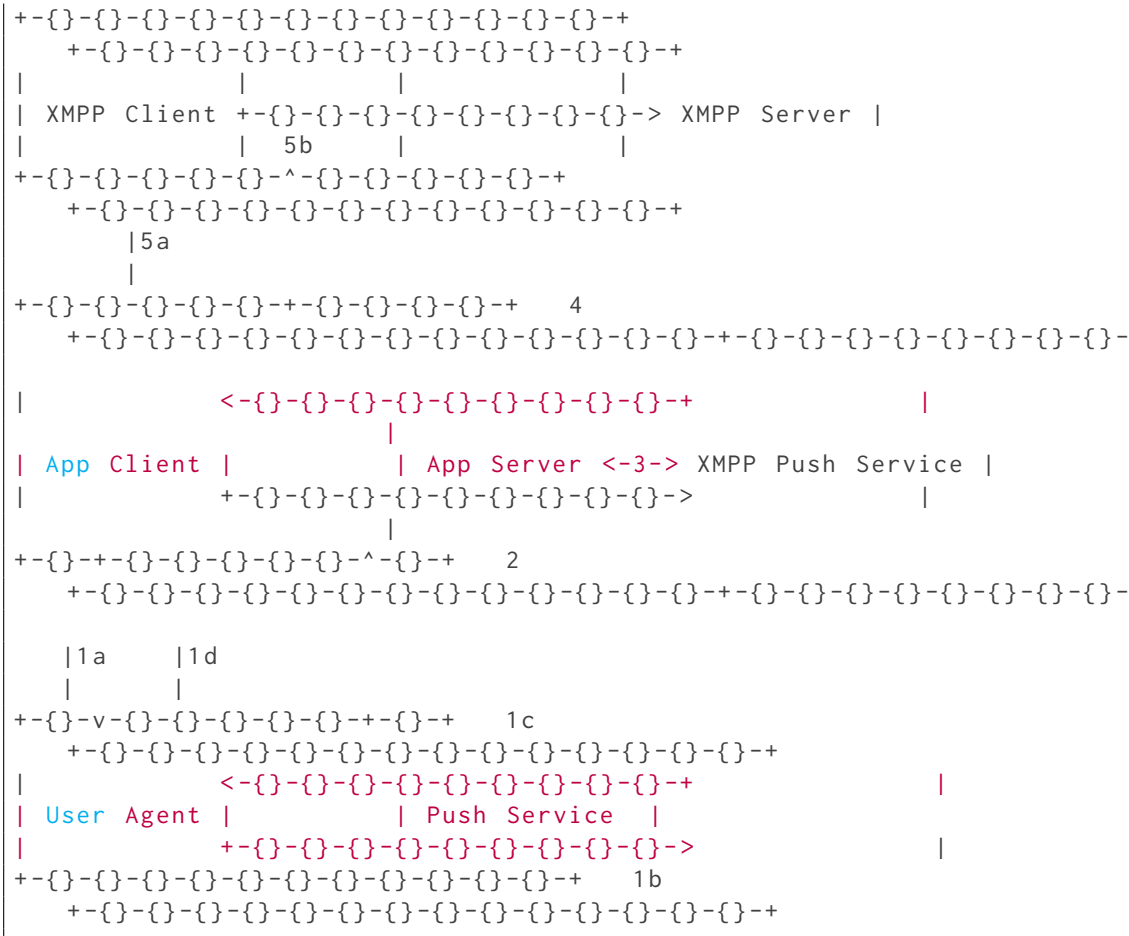 +-{}-{}-{}-{}-{}-{}-{}-{}-{}-{}-{}-{}-+
+-{}-{}-{}-{}-{}-{}-{}-{}-{}-{}-{}-{}-+
| | | |
| XMPP Client +-{}-{}-{}-{}-{}-{}-{}-{}-> XMPP Server |
| | 5b | |
+-{}-{}-{}-{}-{}-^-{}-{}-{}-{}-{}-+
+-{}-{}-{}-{}-{}-{}-{}-{}-{}-{}-{}-{}-+
|5a
|
+-{}-{}-{}-{}-{}-+-{}-{}-{}-{}-+ 4
+-{}-{}-{}-{}-{}-{}-{}-{}-{}-{}-{}-{}-{}-+-{}-{}-{}-{}-{}-{}-{}-
| <-{}-{}-{}-{}-{}-{}-{}-{}-{}-+ |
|
| App Client | | App Server <-3-> XMPP Push Service |
| +-{}-{}-{}-{}-{}-{}-{}-{}-{}-> |
|
+-{}-+-{}-{}-{}-{}-{}-^-{}-+ 2
+-{}-{}-{}-{}-{}-{}-{}-{}-{}-{}-{}-{}-{}-+-{}-{}-{}-{}-{}-{}-{}-
|1a |1d
| |
+-{}-v-{}-{}-{}-{}-{}-+-{}-+ 1c
+-{}-{}-{}-{}-{}-{}-{}-{}-{}-{}-{}-{}-{}-{}-+
| <-{}-{}-{}-{}-{}-{}-{}-{}-{}-+ |
| User Agent | | Push Service |
| +-{}-{}-{}-{}-{}-{}-{}-{}-{}-> |
+-{}-{}-{}-{}-{}-{}-{}-{}-{}-{}-{}-+ 1b
+-{}-{}-{}-{}-{}-{}-{}-{}-{}-{}-{}-{}-{}-{}-+